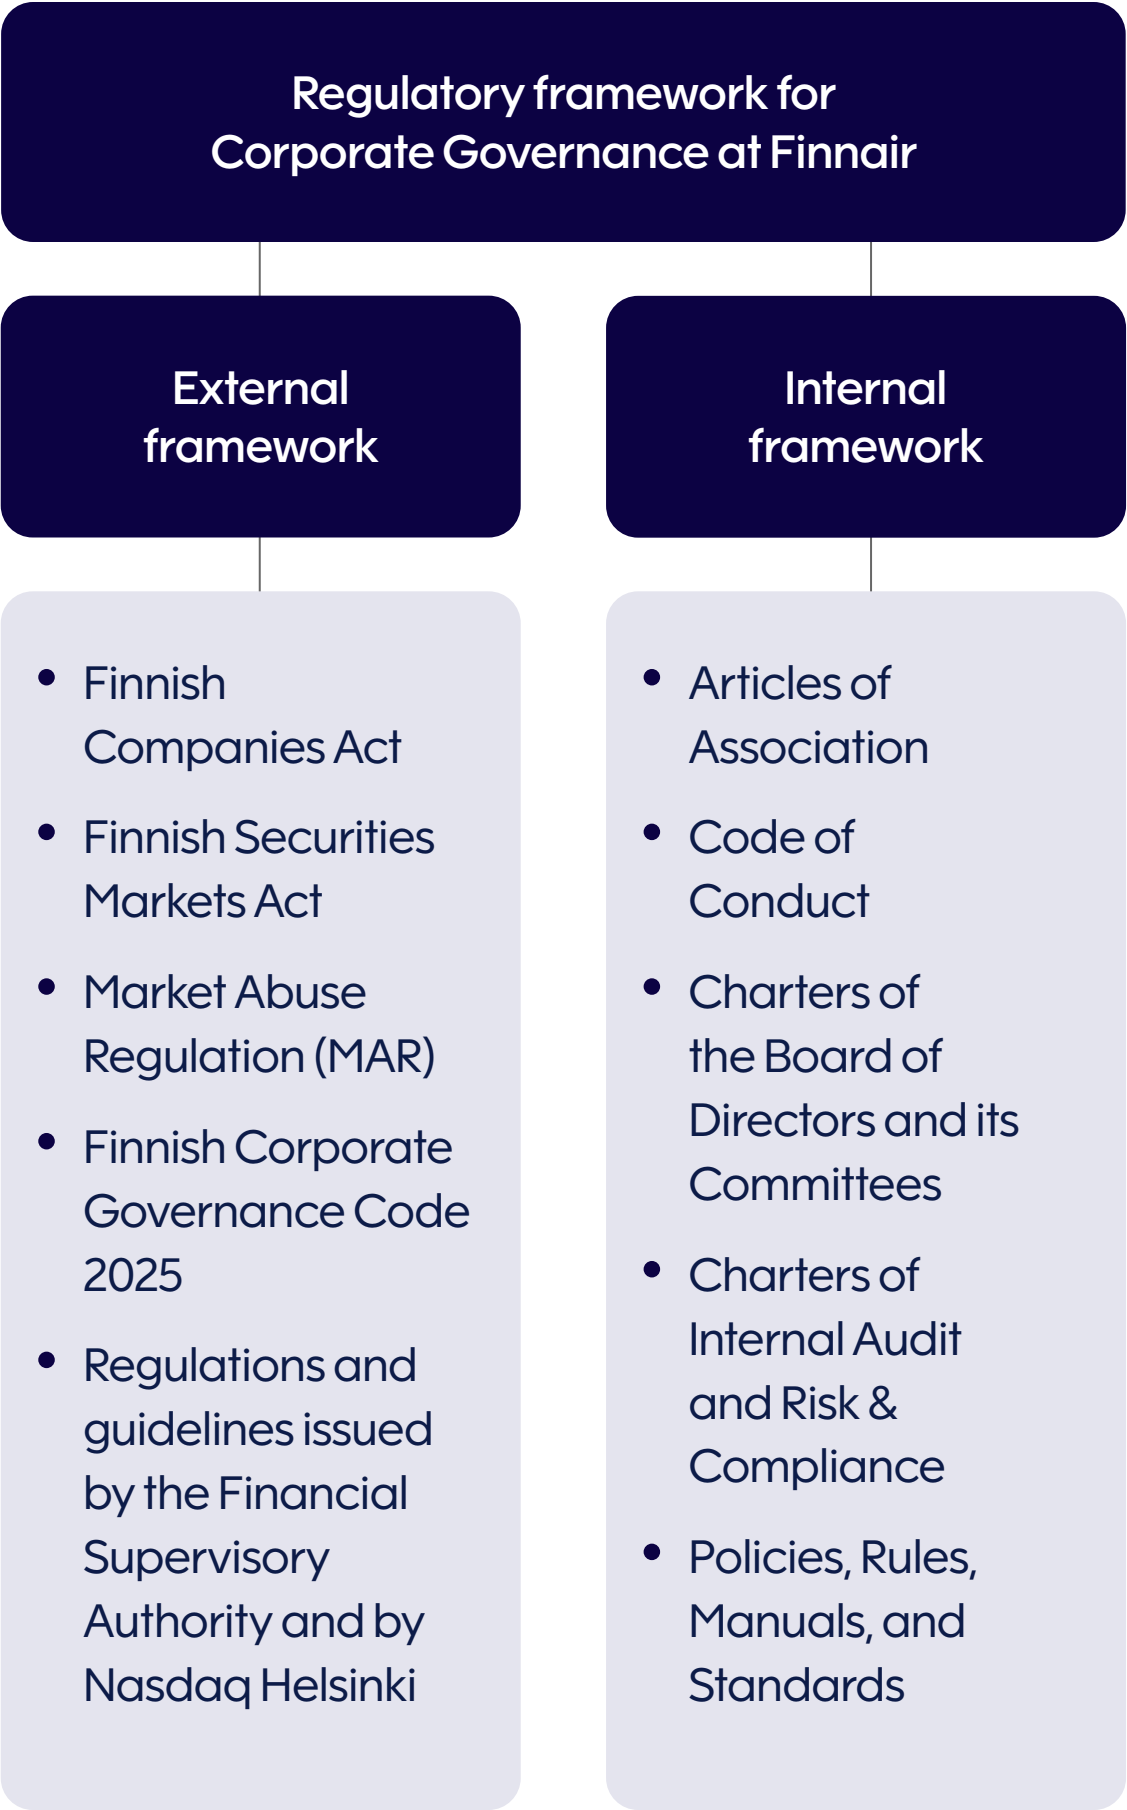 Regulatory framework for
Corporate Governance at Finnair
External
framework
• Finnish
Companies Act
• Finnish Securities
Markets Act
• Market Abuse
Regulation (MAR)
• Finnish Corporate
Governance Code
2025
• Regulations and
guidelines issued
by the Financial
Supervisory
Authority and by
Nasdaq Helsinki
Internal
framework
• Articles of
Association
• Code of
Conduct
• Charters of
the Board of
Directors and its
Committees
• Charters of
Internal Audit
and Risk &
Compliance
• Policies, Rules,
Manuals, and
Standards